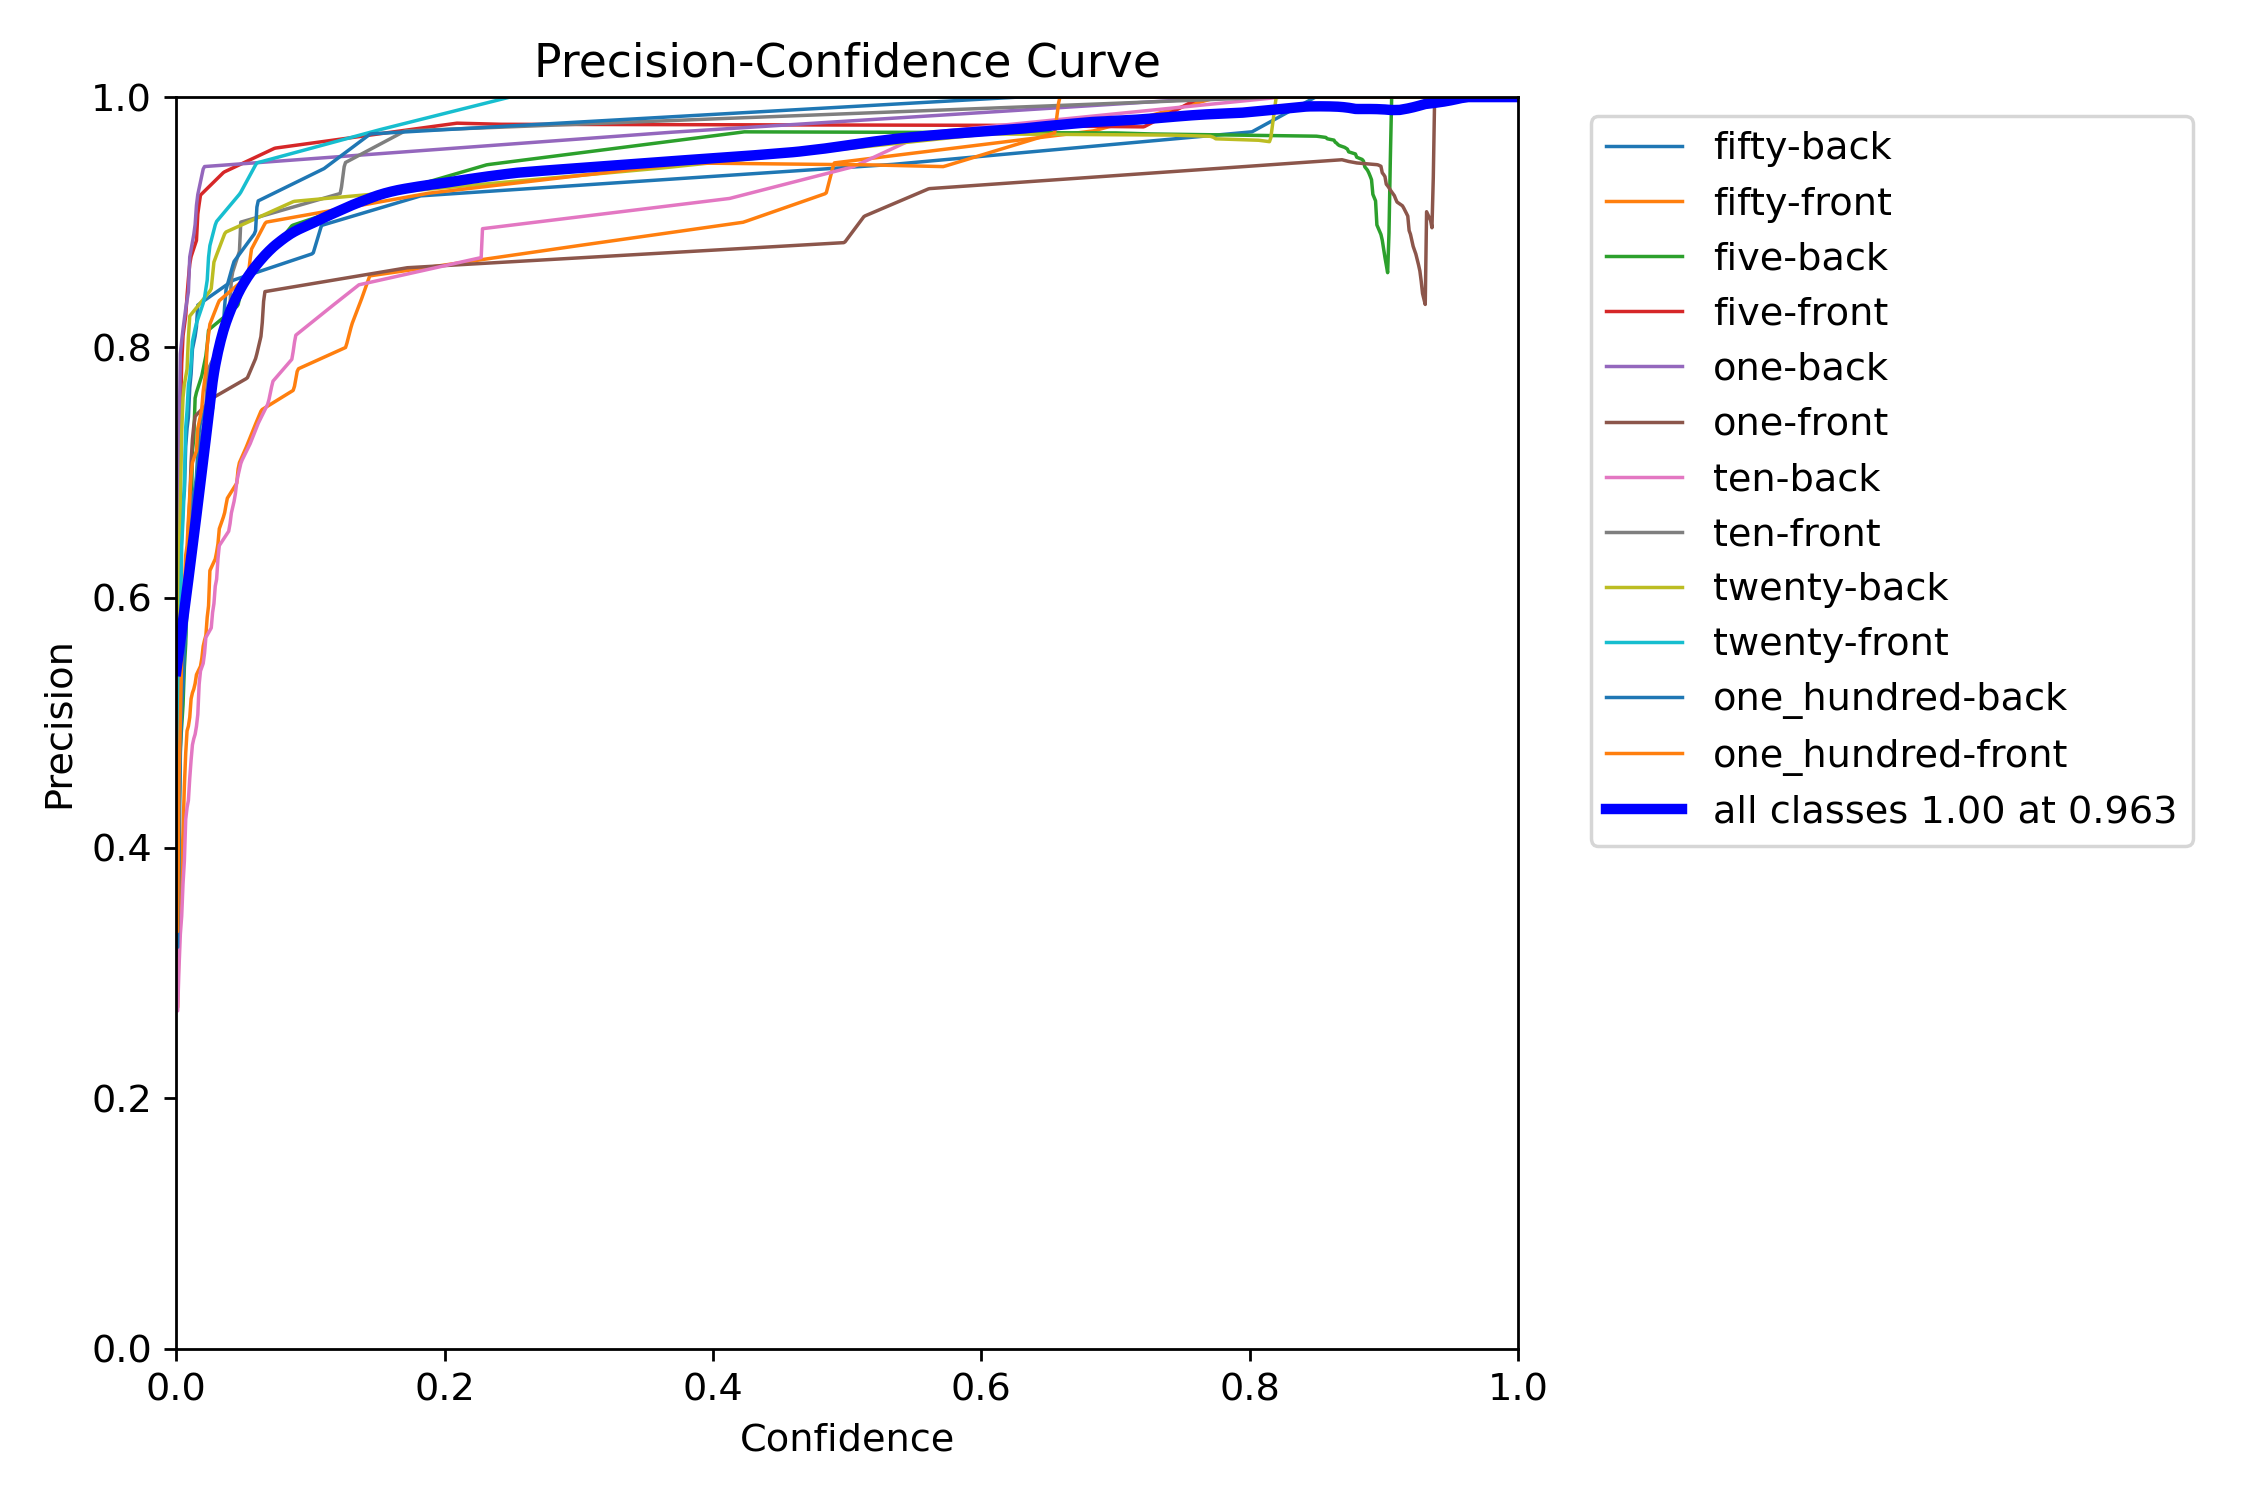 Precision-Confidence Curve
1.0
0.8
0.6
0.4
0.2
0.0
Precision
0.0 0.2 0.4 0.6 0.8 1.0
Confidence
fifty-back
fifty-front
five-back
five-front
one-back
one-front
ten-back
ten-front
twenty-back
twenty-front
one_hundred-back
one_hundred-front
all classes 1.00 at 0.963